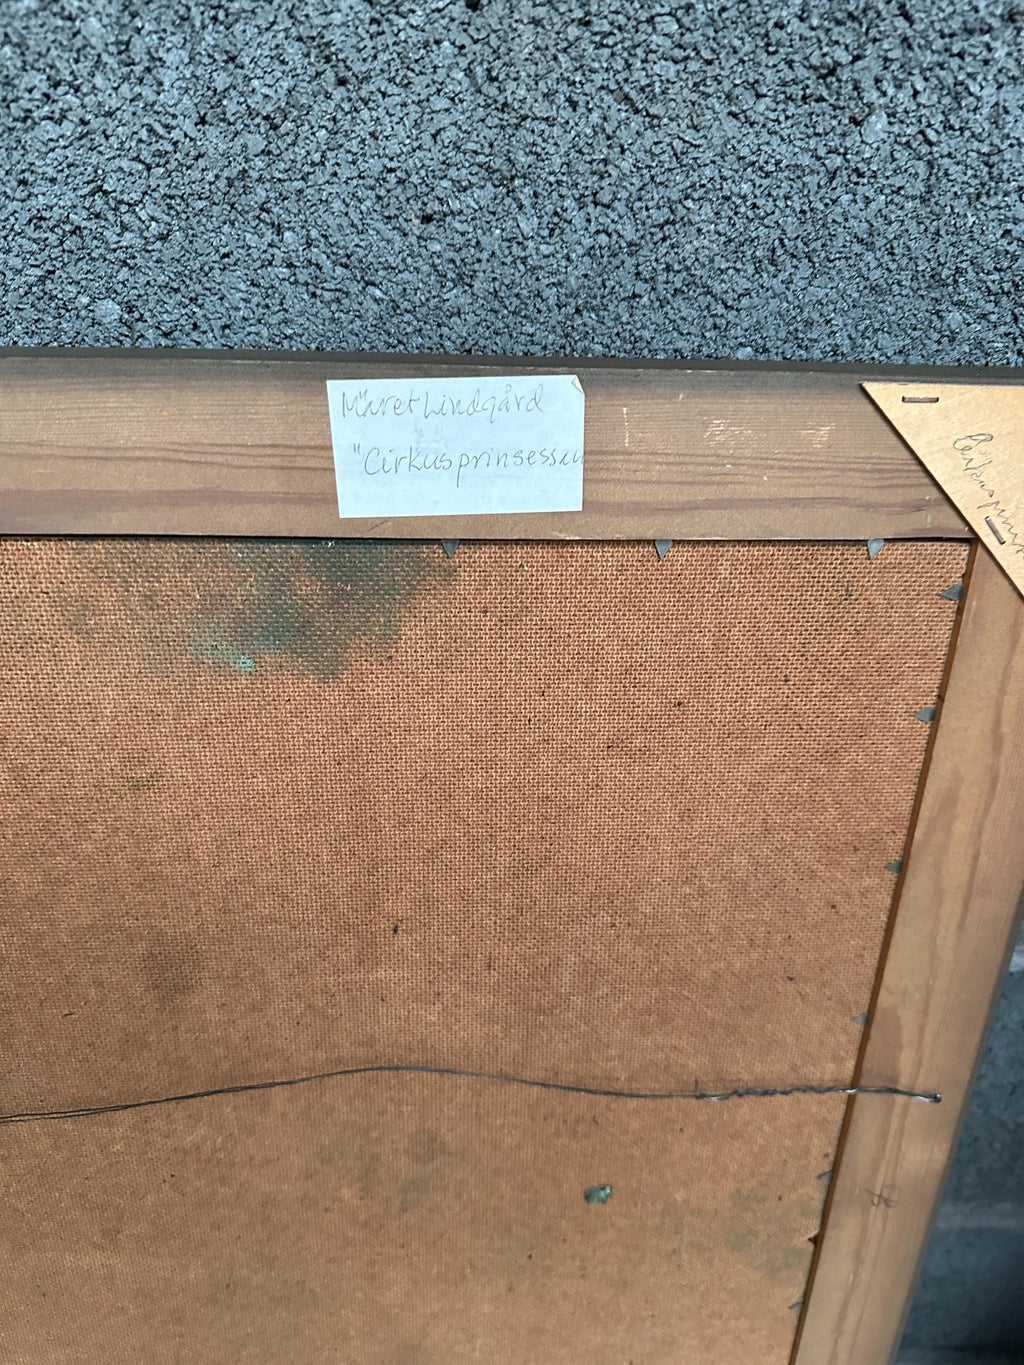 Märet Lindgård
"Cirkusprinsessan